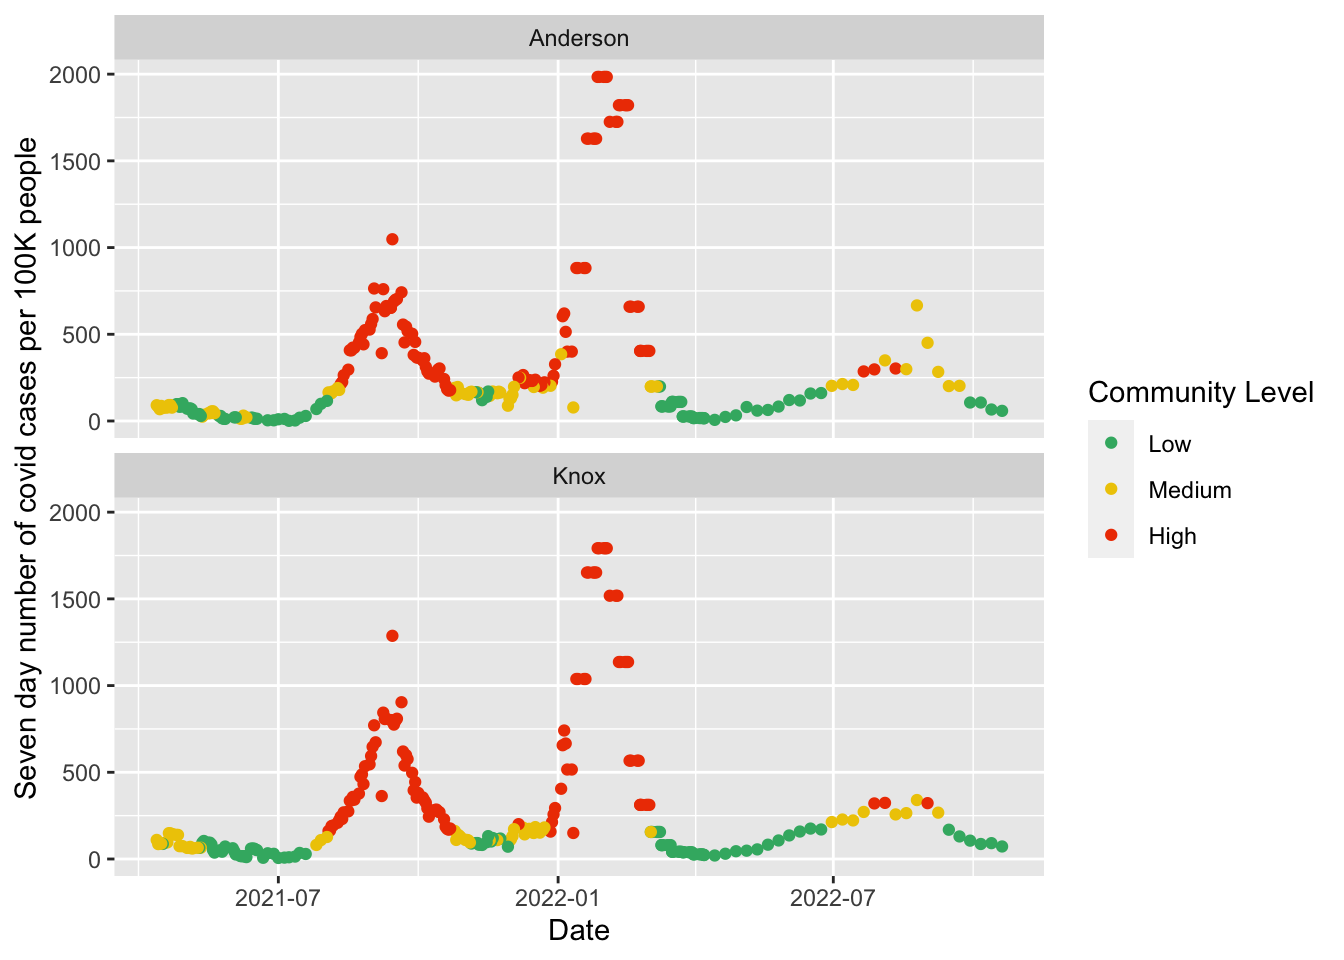 Anderson
2000
1500
1000
500
0
Knox
2000
1500
1000
500
0
2021-07
2022-01
2022-07
Date
Seven day number of covid cases per 100K people
Community Level
Low
Medium
High